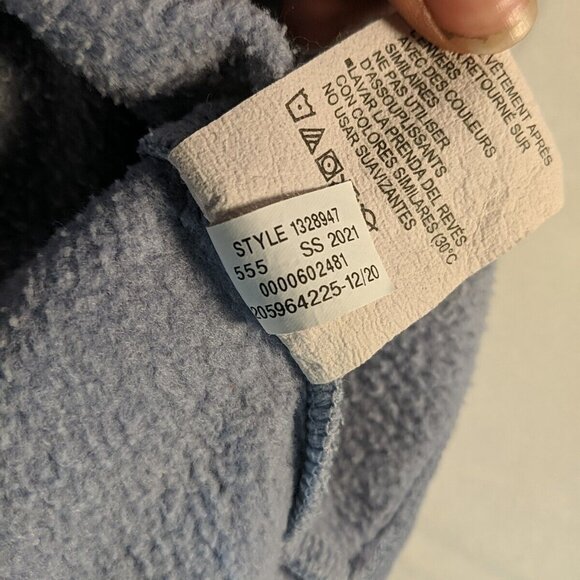 VÊTEMENT APRÈS
RETOURNÉ SUR
L'ENVERS
AVEC DES COULEURS
SIMILAIRES
NE PAS UTILISER
D'ASSOUPLISSANTS
■LAVAR LA PRENDA DEL REVÉS
CON COLORES SIMILARES (30°C
NO USAR SUAVIZANTES
STYLE 1328947
555 SS 2021
0000602481
205964225-12/20